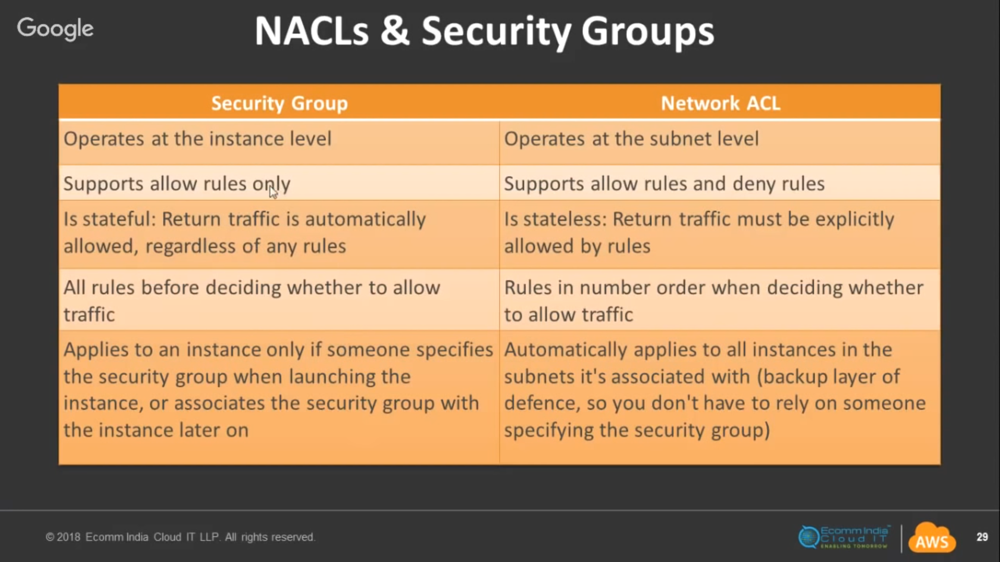 Google
NACLs & Security Groups
Security Group
Network ACL
Operates at the instance level
Operates at the subnet level
Supports allow rules only
Supports allow rules and deny rules
Is stateful: Return traffic is automatically
allowed, regardless of any rules
Is stateless: Return traffic must be explicitly
allowed by rules
All rules before deciding whether to allow
traffic
Rules in number order when deciding whether
to allow traffic
Applies to an instance only if someone specifies
the security group when launching the
instance, or associates the security group with
the instance later on
Automatically applies to all instances in the
subnets it's associated with (backup layer of
defence, so you don't have to rely on someone
specifying the security group)
© 2018 Ecomm India Cloud IT LLP. All rights reserved.
Ecomm India™
Cloud IT
ENABLING TOMORROW
AWS
29